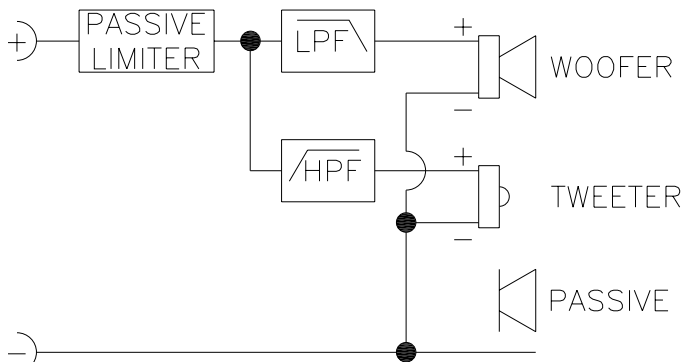 PASSIVE
LIMITER
LPF
+
+
−
WOOFER
HPF
+
−
TWEETER
PASSIVE
−